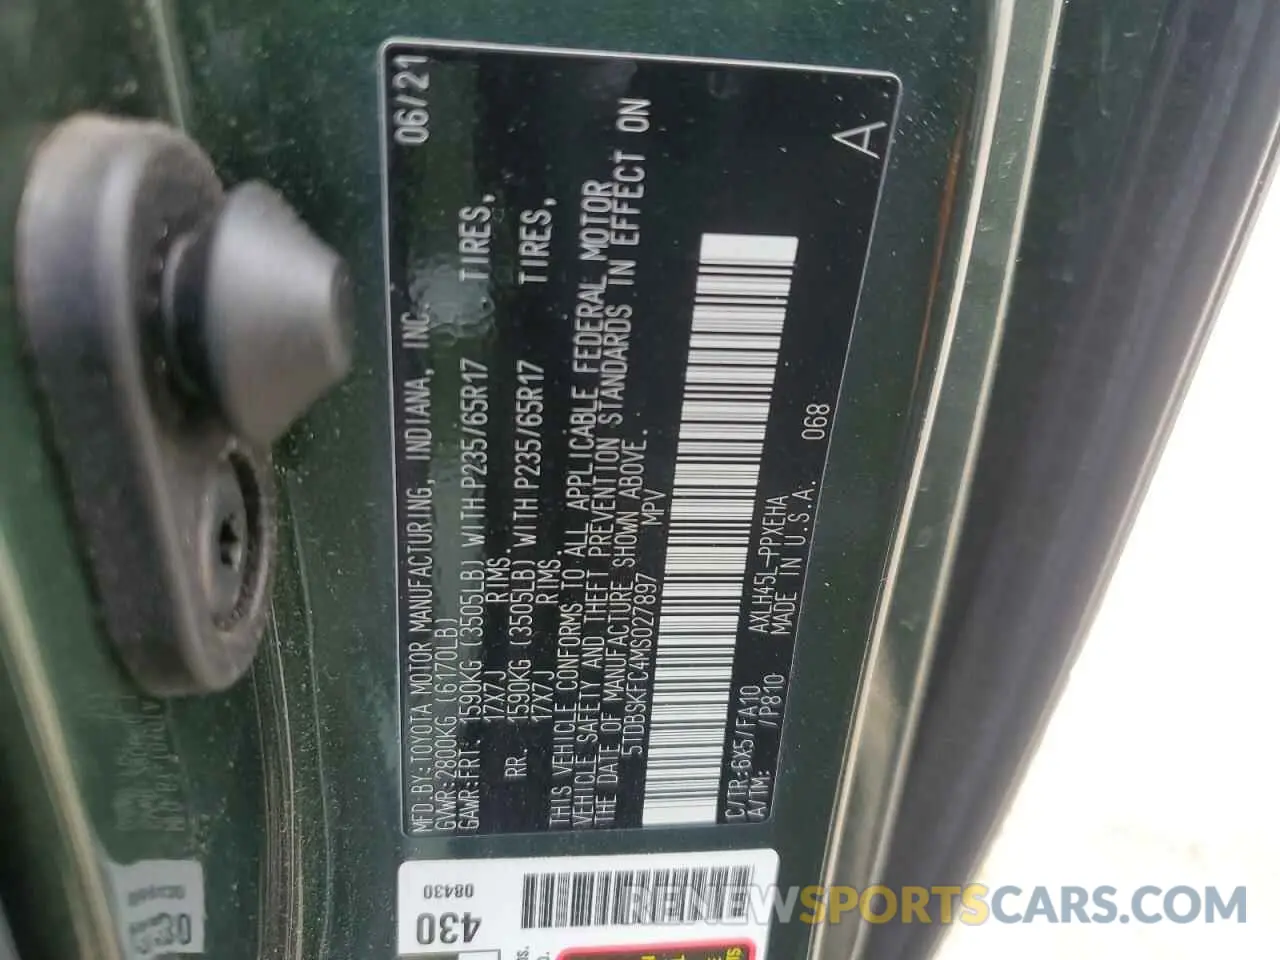 MFD.BY:TOYOTA MOTOR MANUFACTURING, INDIANA, INC. 06/21
GVWR:2800KG (6170LB)
GAWR:FRT. 1590KG (3505LB) WITH P235/65R17 TIRES,
17X7J RIMS.
RR. 1590KG (3505LB) WITH P235/65R17 TIRES,
17X7J RIMS.
THIS VEHICLE CONFORMS TO ALL APPLICABLE FEDERAL MOTOR
VEHICLE SAFETY AND THEFT PREVENTION STANDARDS IN EFFECT ON
THE DATE OF MANUFACTURE SHOWN ABOVE.
5TDBSKFC4MS027897 MPV
C/TR:6X5/FA10 AXLH45L-PPXEHA 068
A/TM: /P810 MADE IN U.S.A.
A
430
08430
RENEWSPORTSCARS.COM